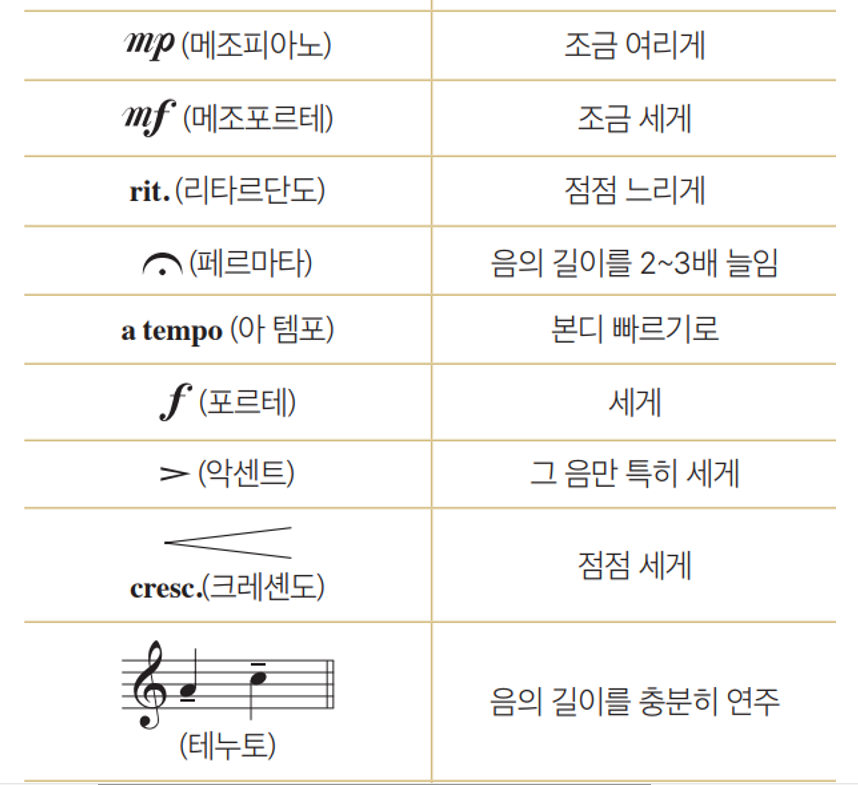 mp (메조피아노) 조금 여리게
mf (메조포르테) 조금 세게
rit. (리타르단도) 점점 느리게
(페르마타) 음의 길이를 2~3배 늘임
a tempo (아 템포) 본디 빠르기로
f (포르테) 세게
> (악센트) 그 음만 특히 세게
cresc.(크레셴도) 점점 세게
(테누토) 음의 길이를 충분히 연주